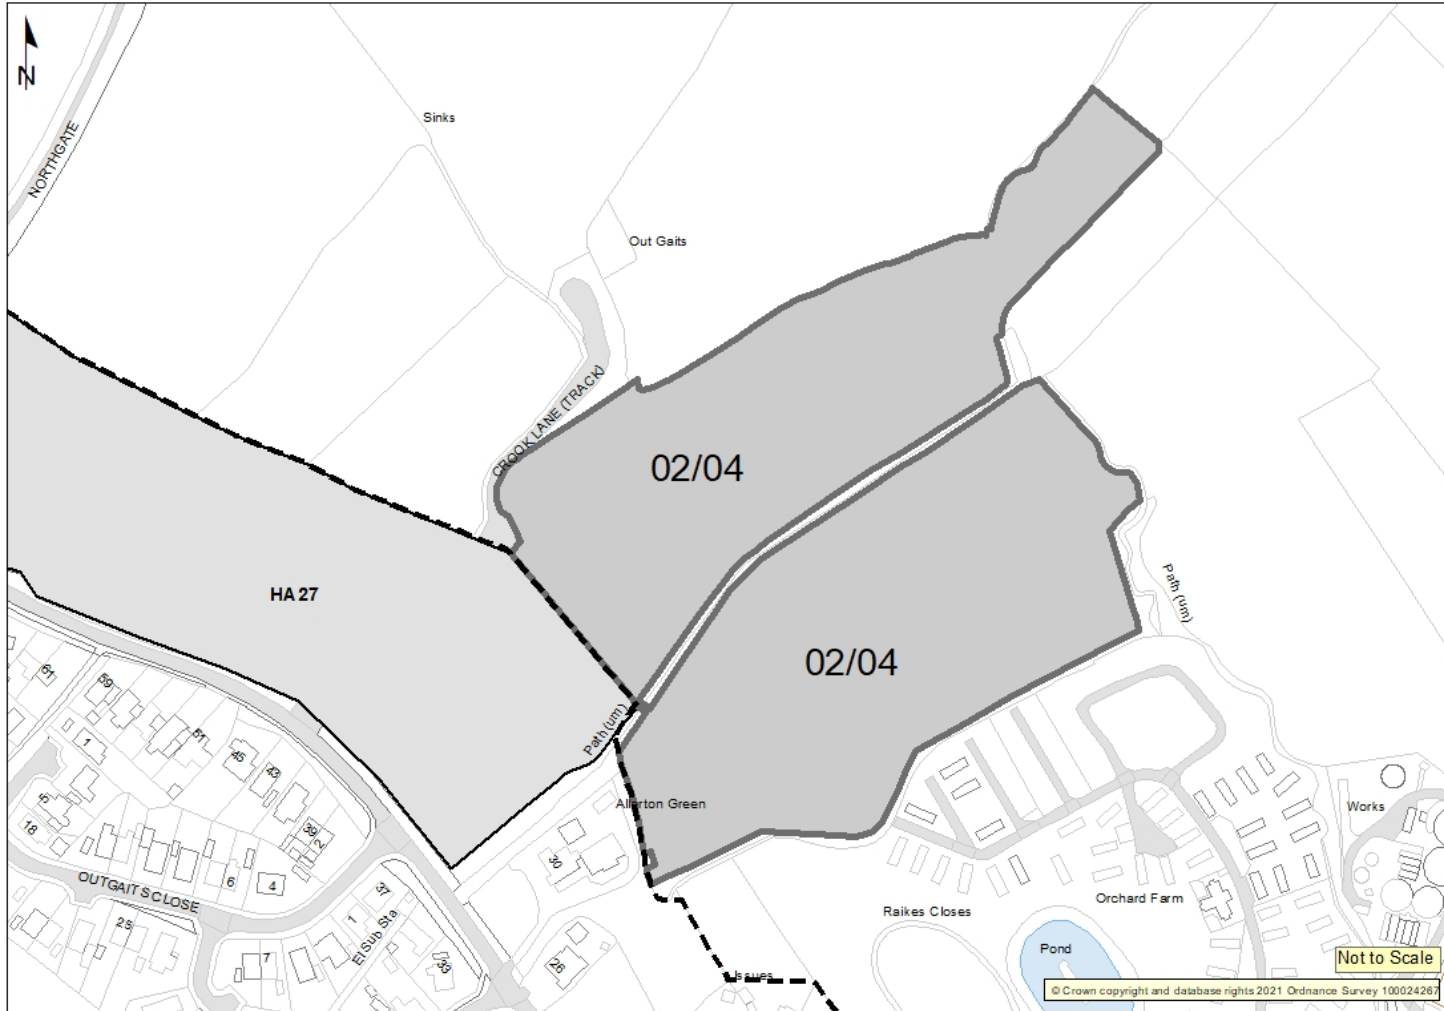 N
NORTHGATE
Sinks
Out Gaits
CROOK LANE (TRACK)
02/04
HA 27
02/04
Path (um)
Path (um)
61
59
51
45
43
39
2
1
5
18
Allerton Green
30
Works
OUTGAITS CLOSE
6
4
37
1
El Sub Sta
25
7
33
26
Orchard Farm
Raikes Closes
Pond
Issues
Not to Scale
© Crown copyright and database rights 2021 Ordnance Survey 100024267